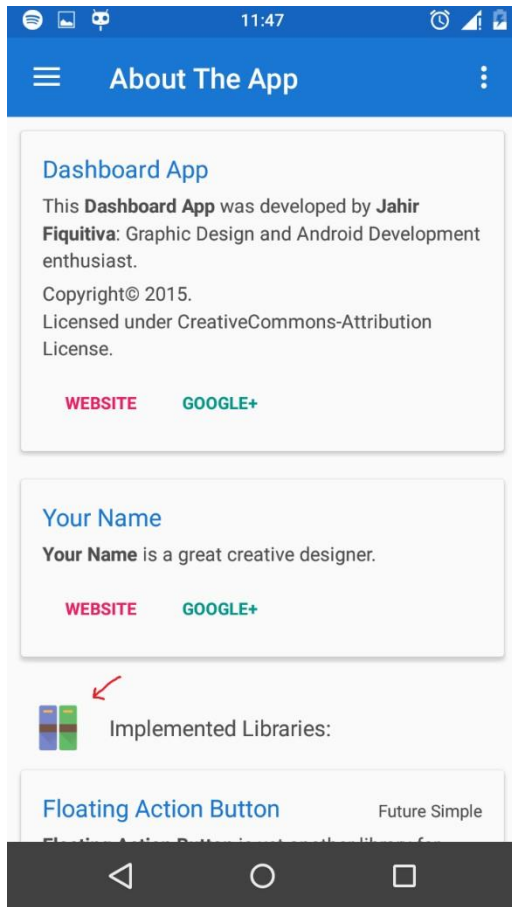 11:47
About The App
Dashboard App
This Dashboard App was developed by Jahir
Fiquitiva: Graphic Design and Android Development
enthusiast.
Copyright© 2015.
Licensed under CreativeCommons-Attribution
License.
WEBSITE GOOGLE+
Your Name
Your Name is a great creative designer.
WEBSITE GOOGLE+
Implemented Libraries:
Floating Action Button Future Simple